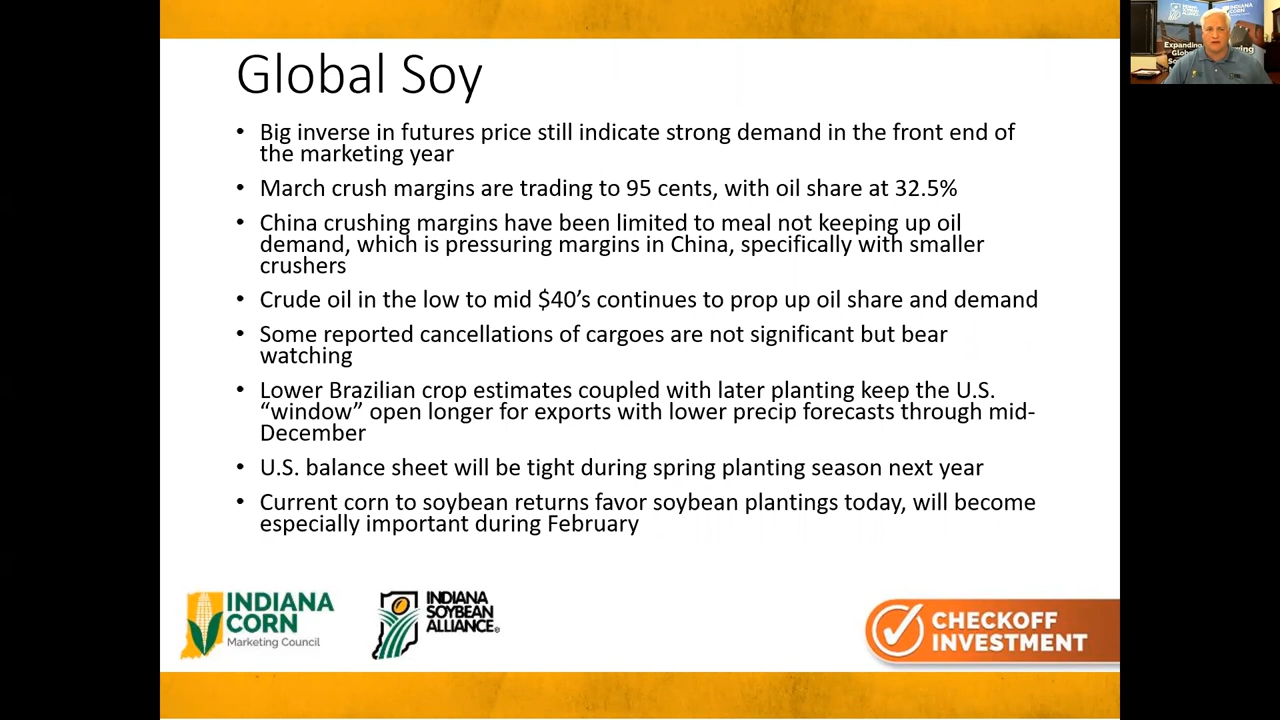 Global Soy
• Big inverse in futures price still indicate strong demand in the front end of
the marketing year
• March crush margins are trading to 95 cents, with oil share at 32.5%
• China crushing margins have been limited to meal not keeping up oil
demand, which is pressuring margins in China, specifically with smaller
crushers
• Crude oil in the low to mid $40's continues to prop up oil share and demand
• Some reported cancellations of cargoes are not significant but bear
watching
• Lower Brazilian crop estimates coupled with later planting keep the U.S.
“window” open longer for exports with lower precip forecasts through mid-
December
• U.S. balance sheet will be tight during spring planting season next year
• Current corn to soybean returns favor soybean plantings today, will become
especially important during February
INDIANA
CORN
Marketing Council
INDIANA
SOYBEAN
ALLIANCE®
CHECKOFF
INVESTMENT
INDIANA
SOYBEAN
ALLIANCE
INDIANA
CORN
Expanding